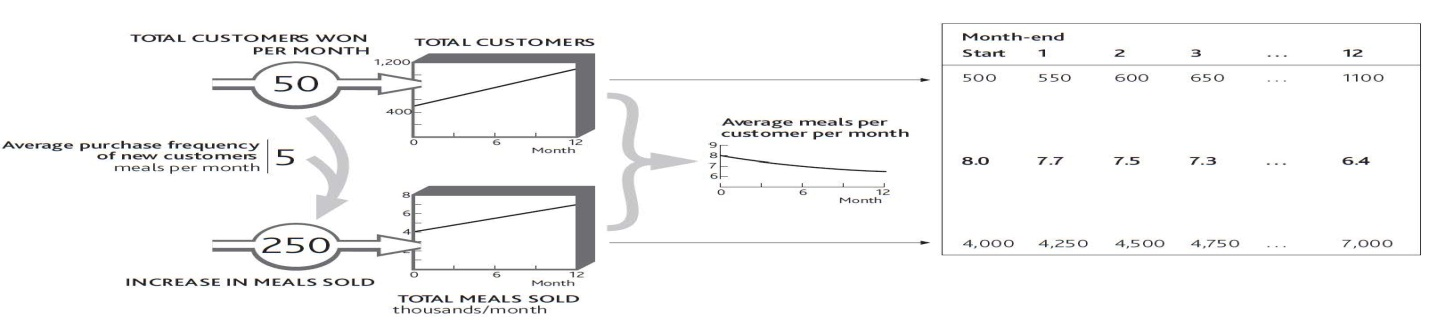 TOTAL CUSTOMERS WON
PER MONTH
50
TOTAL CUSTOMERS
1,200
400
0 6 12
Month
Average purchase frequency
of new customers
meals per month
5
250
INCREASE IN MEALS SOLD
8
6
4
2
0 6 12
Month
TOTAL MEALS SOLD
thousands/month
Average meals per
customer per month
9
8
7
6
0 6 12
Month
Month-end
Start 1 2 3 ... 12
500 550 600 650 ... 1100
8.0 7.7 7.5 7.3 ... 6.4
4,000 4,250 4,500 4,750 ... 7,000